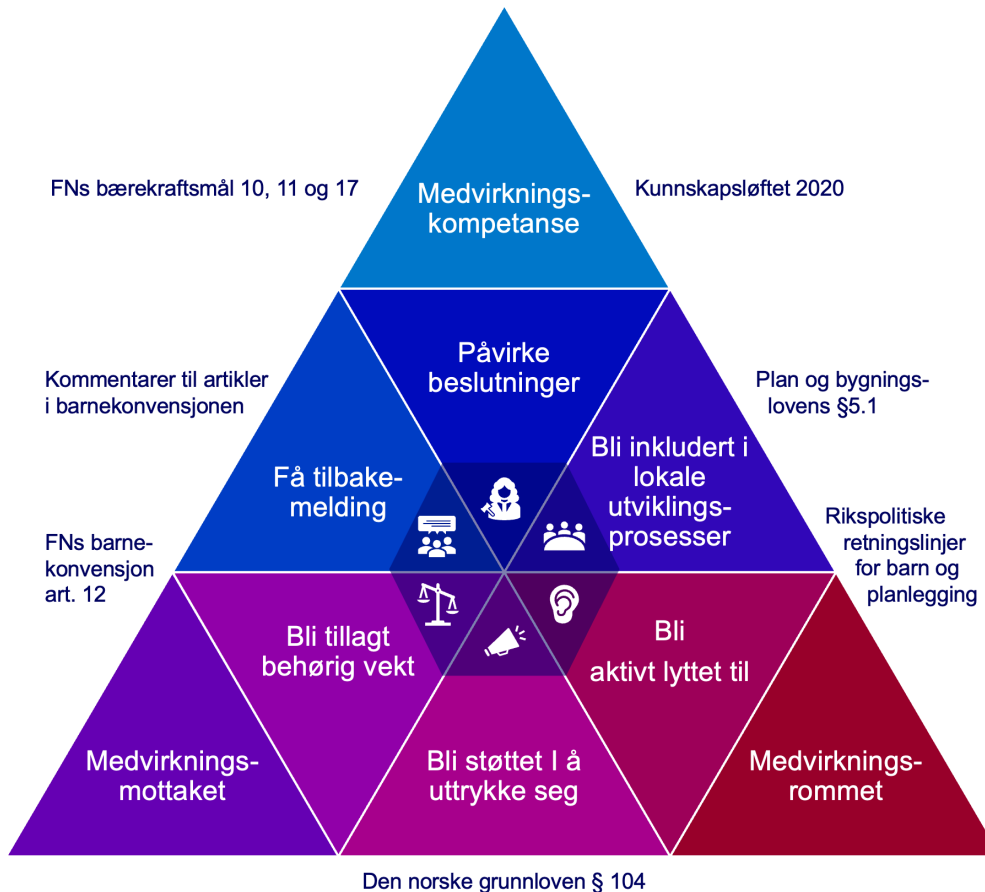 FNs bærekraftsmål 10, 11 og 17
Medvirknings-
kompetanse
Kunnskapsløftet 2020
Kommentarer til artikler
i barnekonvensjonen
Påvirke
beslutninger
Plan og bygnings-
lovens §5.1
Få tilbake-
melding
Bli inkludert i
lokale
utviklings-
prosesser
FNs barne-
konvensjon
art. 12
Rikspolitiske
retningslinjer
for barn og
planlegging
Bli tillagt
behørig vekt
Bli
aktivt lyttet til
Medvirknings-
mottaket
Bli støttet I å
uttrykke seg
Medvirknings-
rommet
Den norske grunnloven § 104